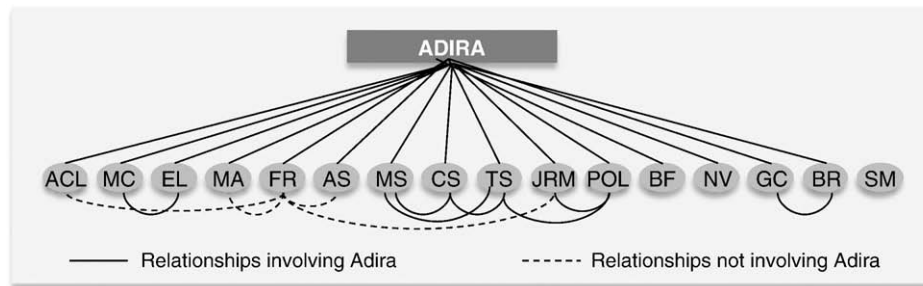 ADIRA
ACL MC EL MA FR AS MS CS TS JRM POL BF NV GC BR SM
Relationships involving Adira Relationships not involving Adira